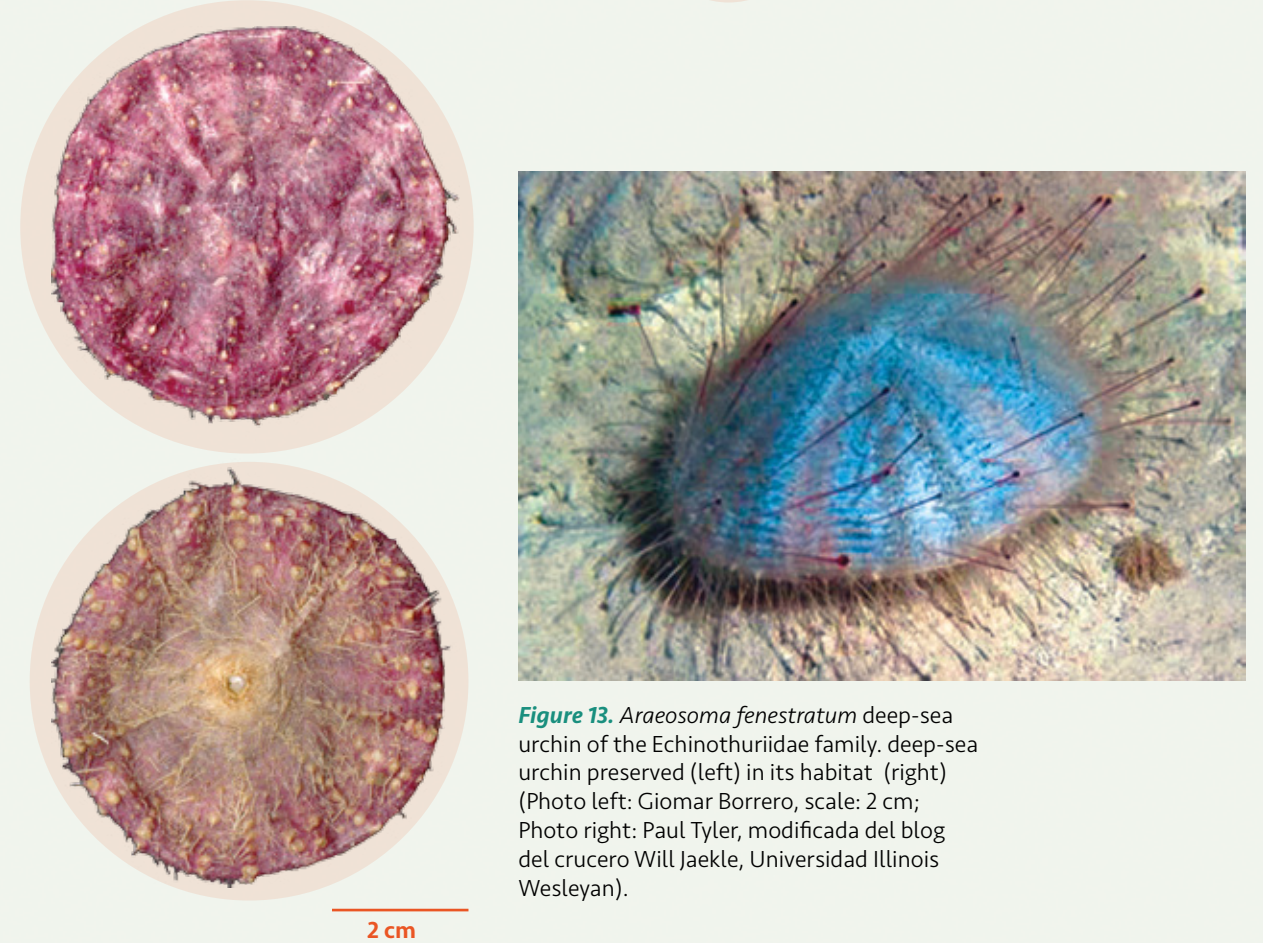 2 cm
Figure 13. Araeosoma fenestratum deep-sea
urchin of the Echinothuriidae family. deep-sea
urchin preserved (left) in its habitat (right)
(Photo left: Giomar Borrero, scale: 2 cm;
Photo right: Paul Tyler, modificada del blog
del crucero Will Jaekle, Universidad Illinois
Wesleyan).